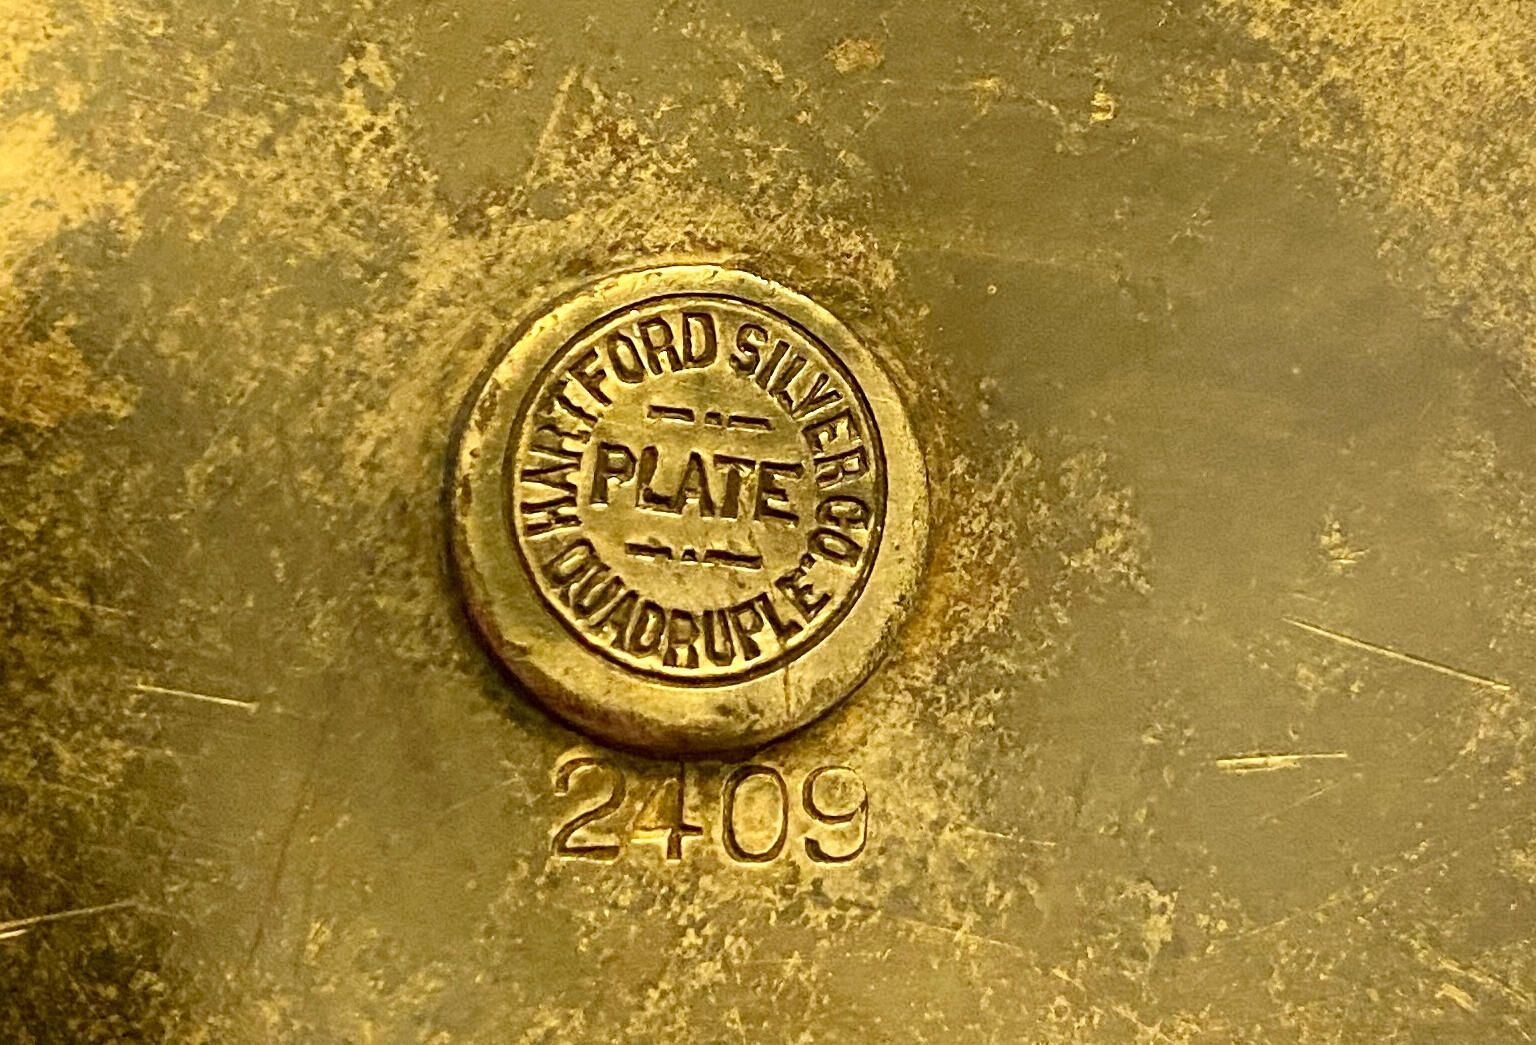 HARTFORD SILVER CO.
PLATE
QUADRUPLE
2409